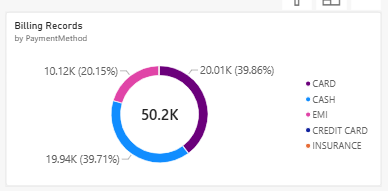 Billing Records
by PaymentMethod
10.12K (20.15%)
20.01K (39.86%)
50.2K
19.94K (39.71%)
CARD
CASH
EMI
CREDIT CARD
INSURANCE